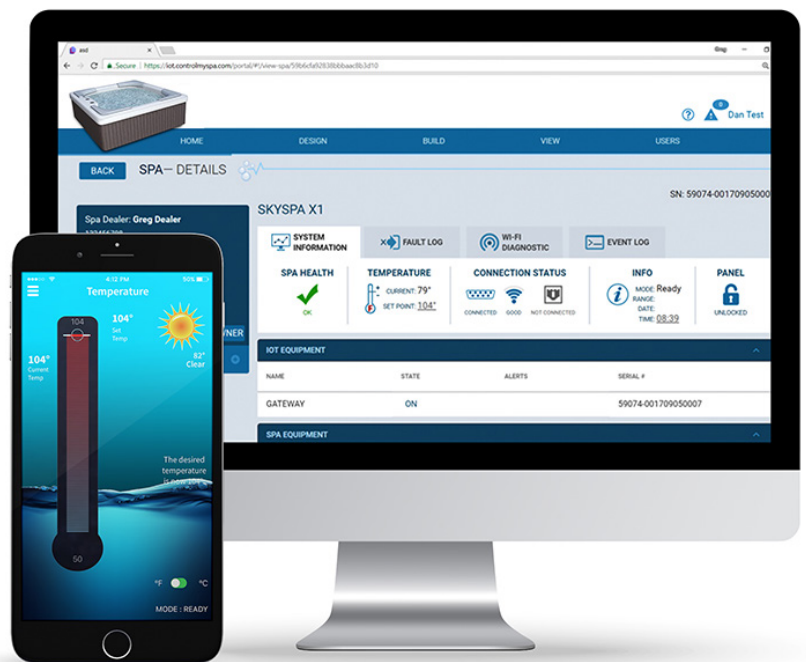 asd
Greg
Secure
https://iot.controlmyspa.com/portal/#!/view-spa/59b6cfa92838bbbaac8b3d10
0
Dan Test
HOME DESIGN BUILD VIEW USERS
BACK SPA– DETAILS
SN: 59074-00170905000
Spa Dealer: Greg Dealer
SKYSPA X1
SYSTEM INFORMATION
FAULT LOG
WI-FI DIAGNOSTIC
EVENT LOG
SPA HEALTH
OK
TEMPERATURE
CURRENT: 79°
SET POINT: 104°
CONNECTION STATUS
CONNECTED GOOD NOT CONNECTED
INFO
MODE: Ready
RANGE:
DATE:
TIME: 08:39
PANEL
UNLOCKED
NER
IOT EQUIPMENT
NAME STATE ALERTS SERIAL #
GATEWAY ON 59074-001709050007
SPA EQUIPMENT
4:12 PM 50%
Temperature
104
104°
Set
Temp
104°
Current
Temp
82°
Clear
The desired
temperature
is now 104°
50
°F °C
MODE : READY